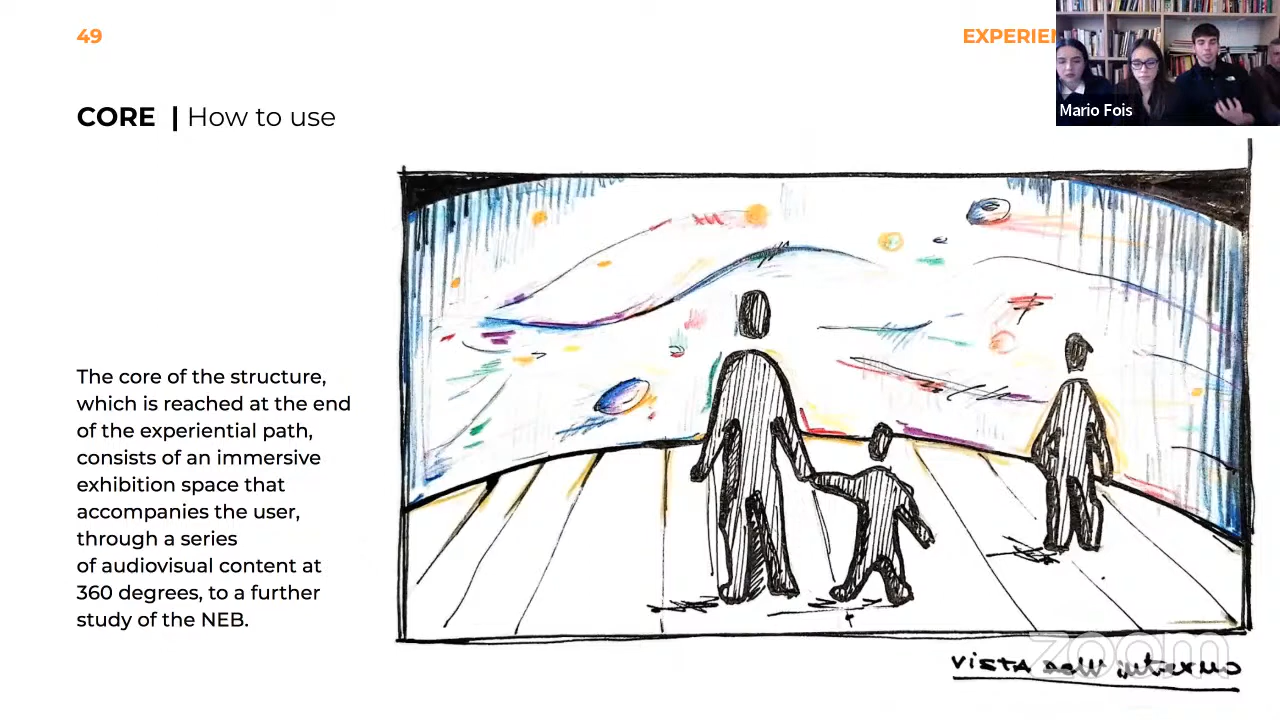 49
EXPERIEN
Mario Fois
CORE | How to use
The core of the structure,
which is reached at the end
of the experiential path,
consists of an immersive
exhibition space that
accompanies the user,
through a series
of audiovisual content at
360 degrees, to a further
study of the NEB.
zoom
VISTA dall'interno